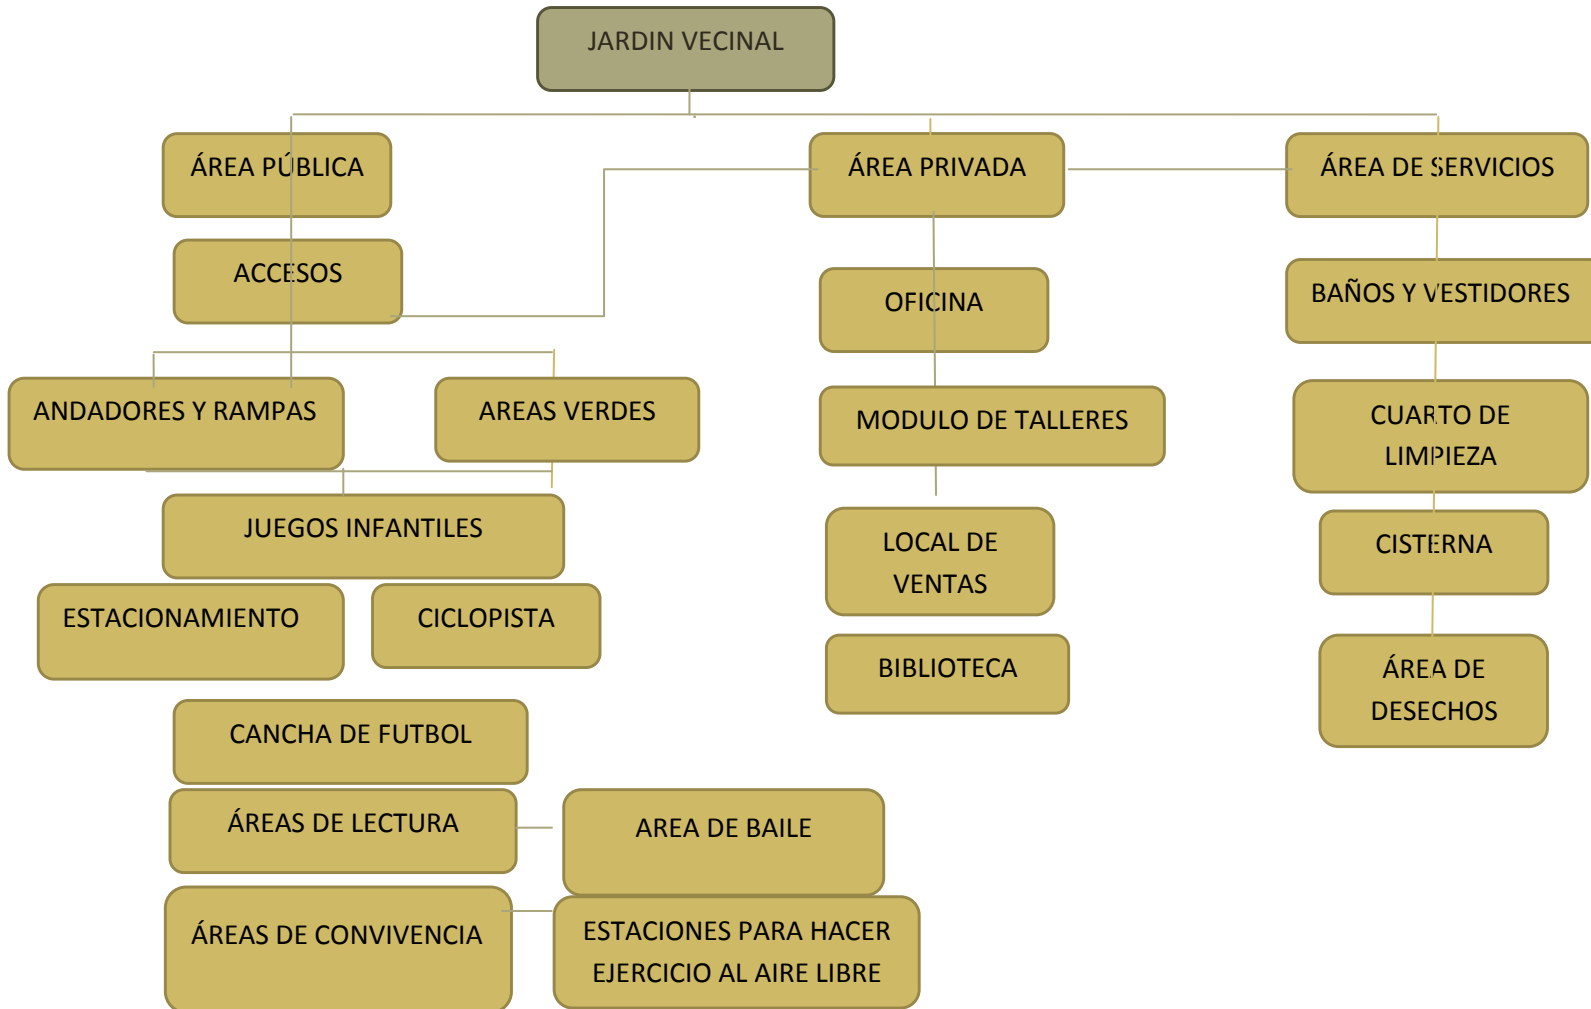 JARDIN VECINAL
ÁREA PÚBLICA
ÁREA PRIVADA
ÁREA DE SERVICIOS
ACCESOS
OFICINA
BAÑOS Y VESTIDORES
ANDADORES Y RAMPAS
AREAS VERDES
MODULO DE TALLERES
CUARTO DE
LIMPIEZA
JUEGOS INFANTILES
LOCAL DE
VENTAS
CISTERNA
ESTACIONAMIENTO
CICLOPISTA
BIBLIOTECA
ÁREA DE
DESECHOS
CANCHA DE FUTBOL
ÁREAS DE LECTURA
AREA DE BAILE
ÁREAS DE CONVIVENCIA
ESTACIONES PARA HACER
EJERCICIO AL AIRE LIBRE